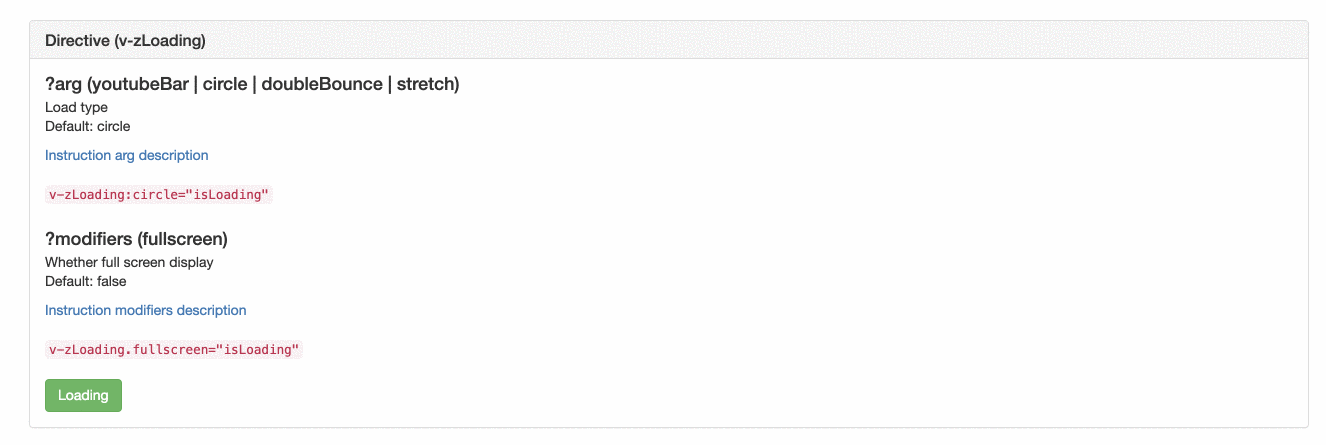 Directive (v-zLoading)
?arg (youtubeBar | circle | doubleBounce | stretch)
Load type
Default: circle
Instruction arg description
v-zLoading:circle="isLoading"
?modifiers (fullscreen)
Whether full screen display
Default: false
Instruction modifiers description
v-zLoading.fullscreen="isLoading"
Loading